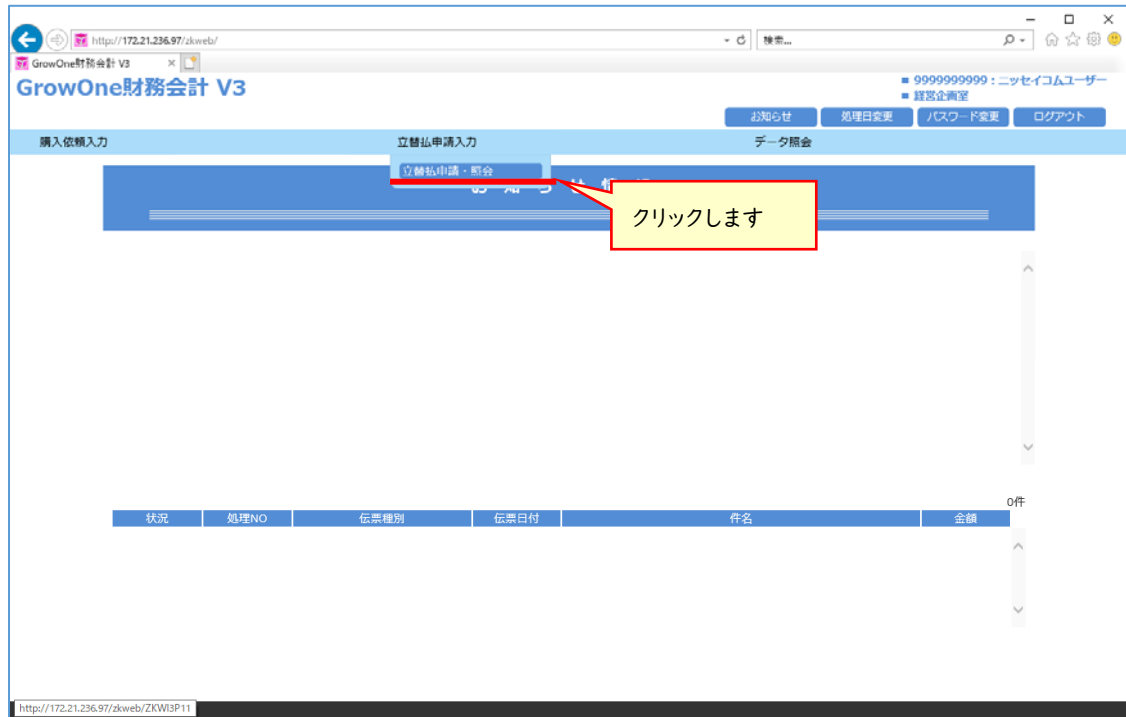 http://172.21.236.97/zkweb/
検索...
GrowOne財務会計 V3
GrowOne財務会計 V3
9999999999：ニッセイコムユーザー
経営企画室
お知らせ 処理日変更 パスワード変更 ログアウト
購入依頼入力 立替払申請入力 データ照会
立替払申請・照会
クリックします
0件
状況 処理NO 伝票種別 伝票日付 件名 金額
http://172.21.236.97/zkweb/ZKWI3P11